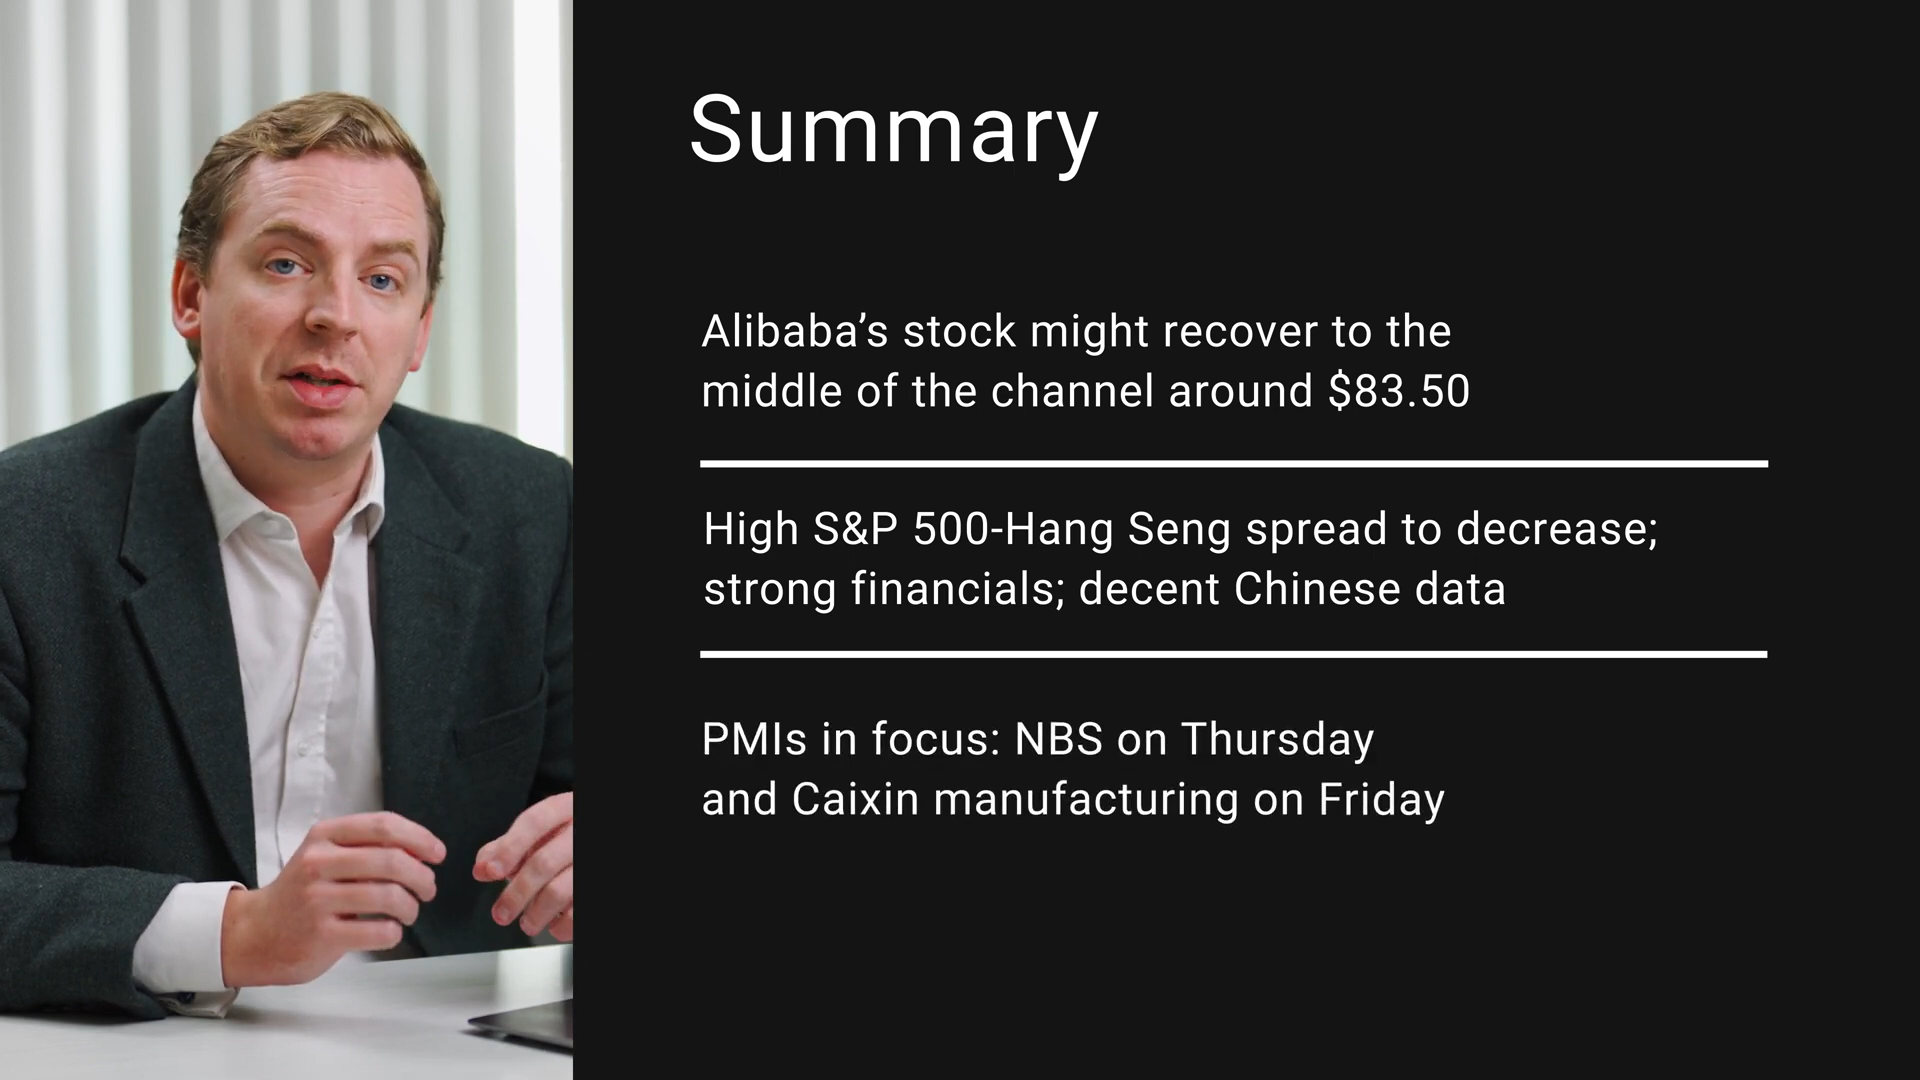 Summary
Alibaba’s stock might recover to the
middle of the channel around $83.50
High S&P 500-Hang Seng spread to decrease;
strong financials; decent Chinese data
PMIs in focus: NBS on Thursday
and Caixin manufacturing on Friday